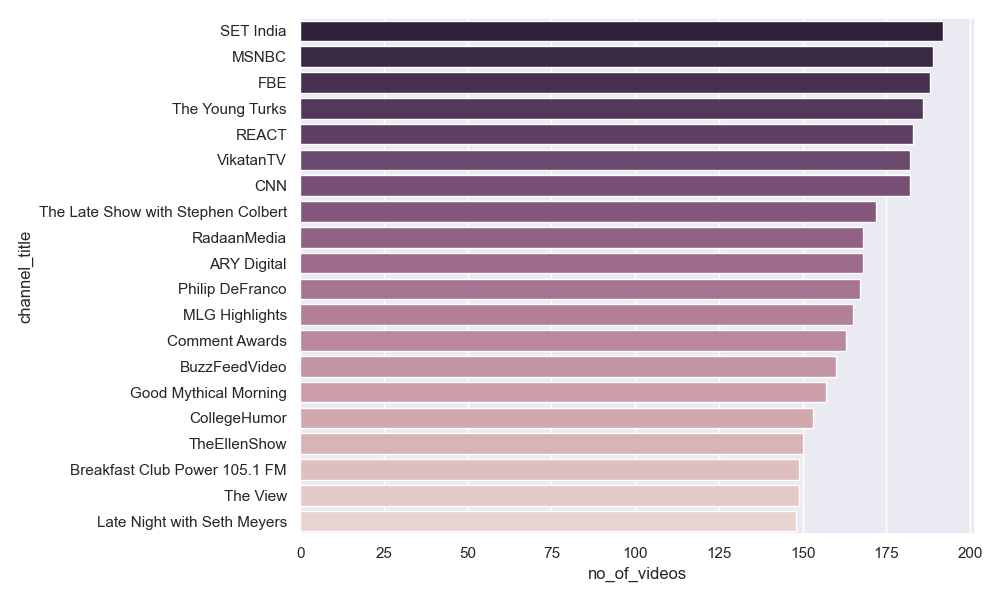 SET India
MSNBC
FBE
The Young Turks
REACT
VikatanTV
CNN
The Late Show with Stephen Colbert
RadaanMedia
ARY Digital
Philip DeFranco
MLG Highlights
Comment Awards
BuzzFeedVideo
Good Mythical Morning
CollegeHumor
TheEllenShow
Breakfast Club Power 105.1 FM
The View
Late Night with Seth Meyers
channel_title
0 25 50 75 100 125 150 175 200
no_of_videos